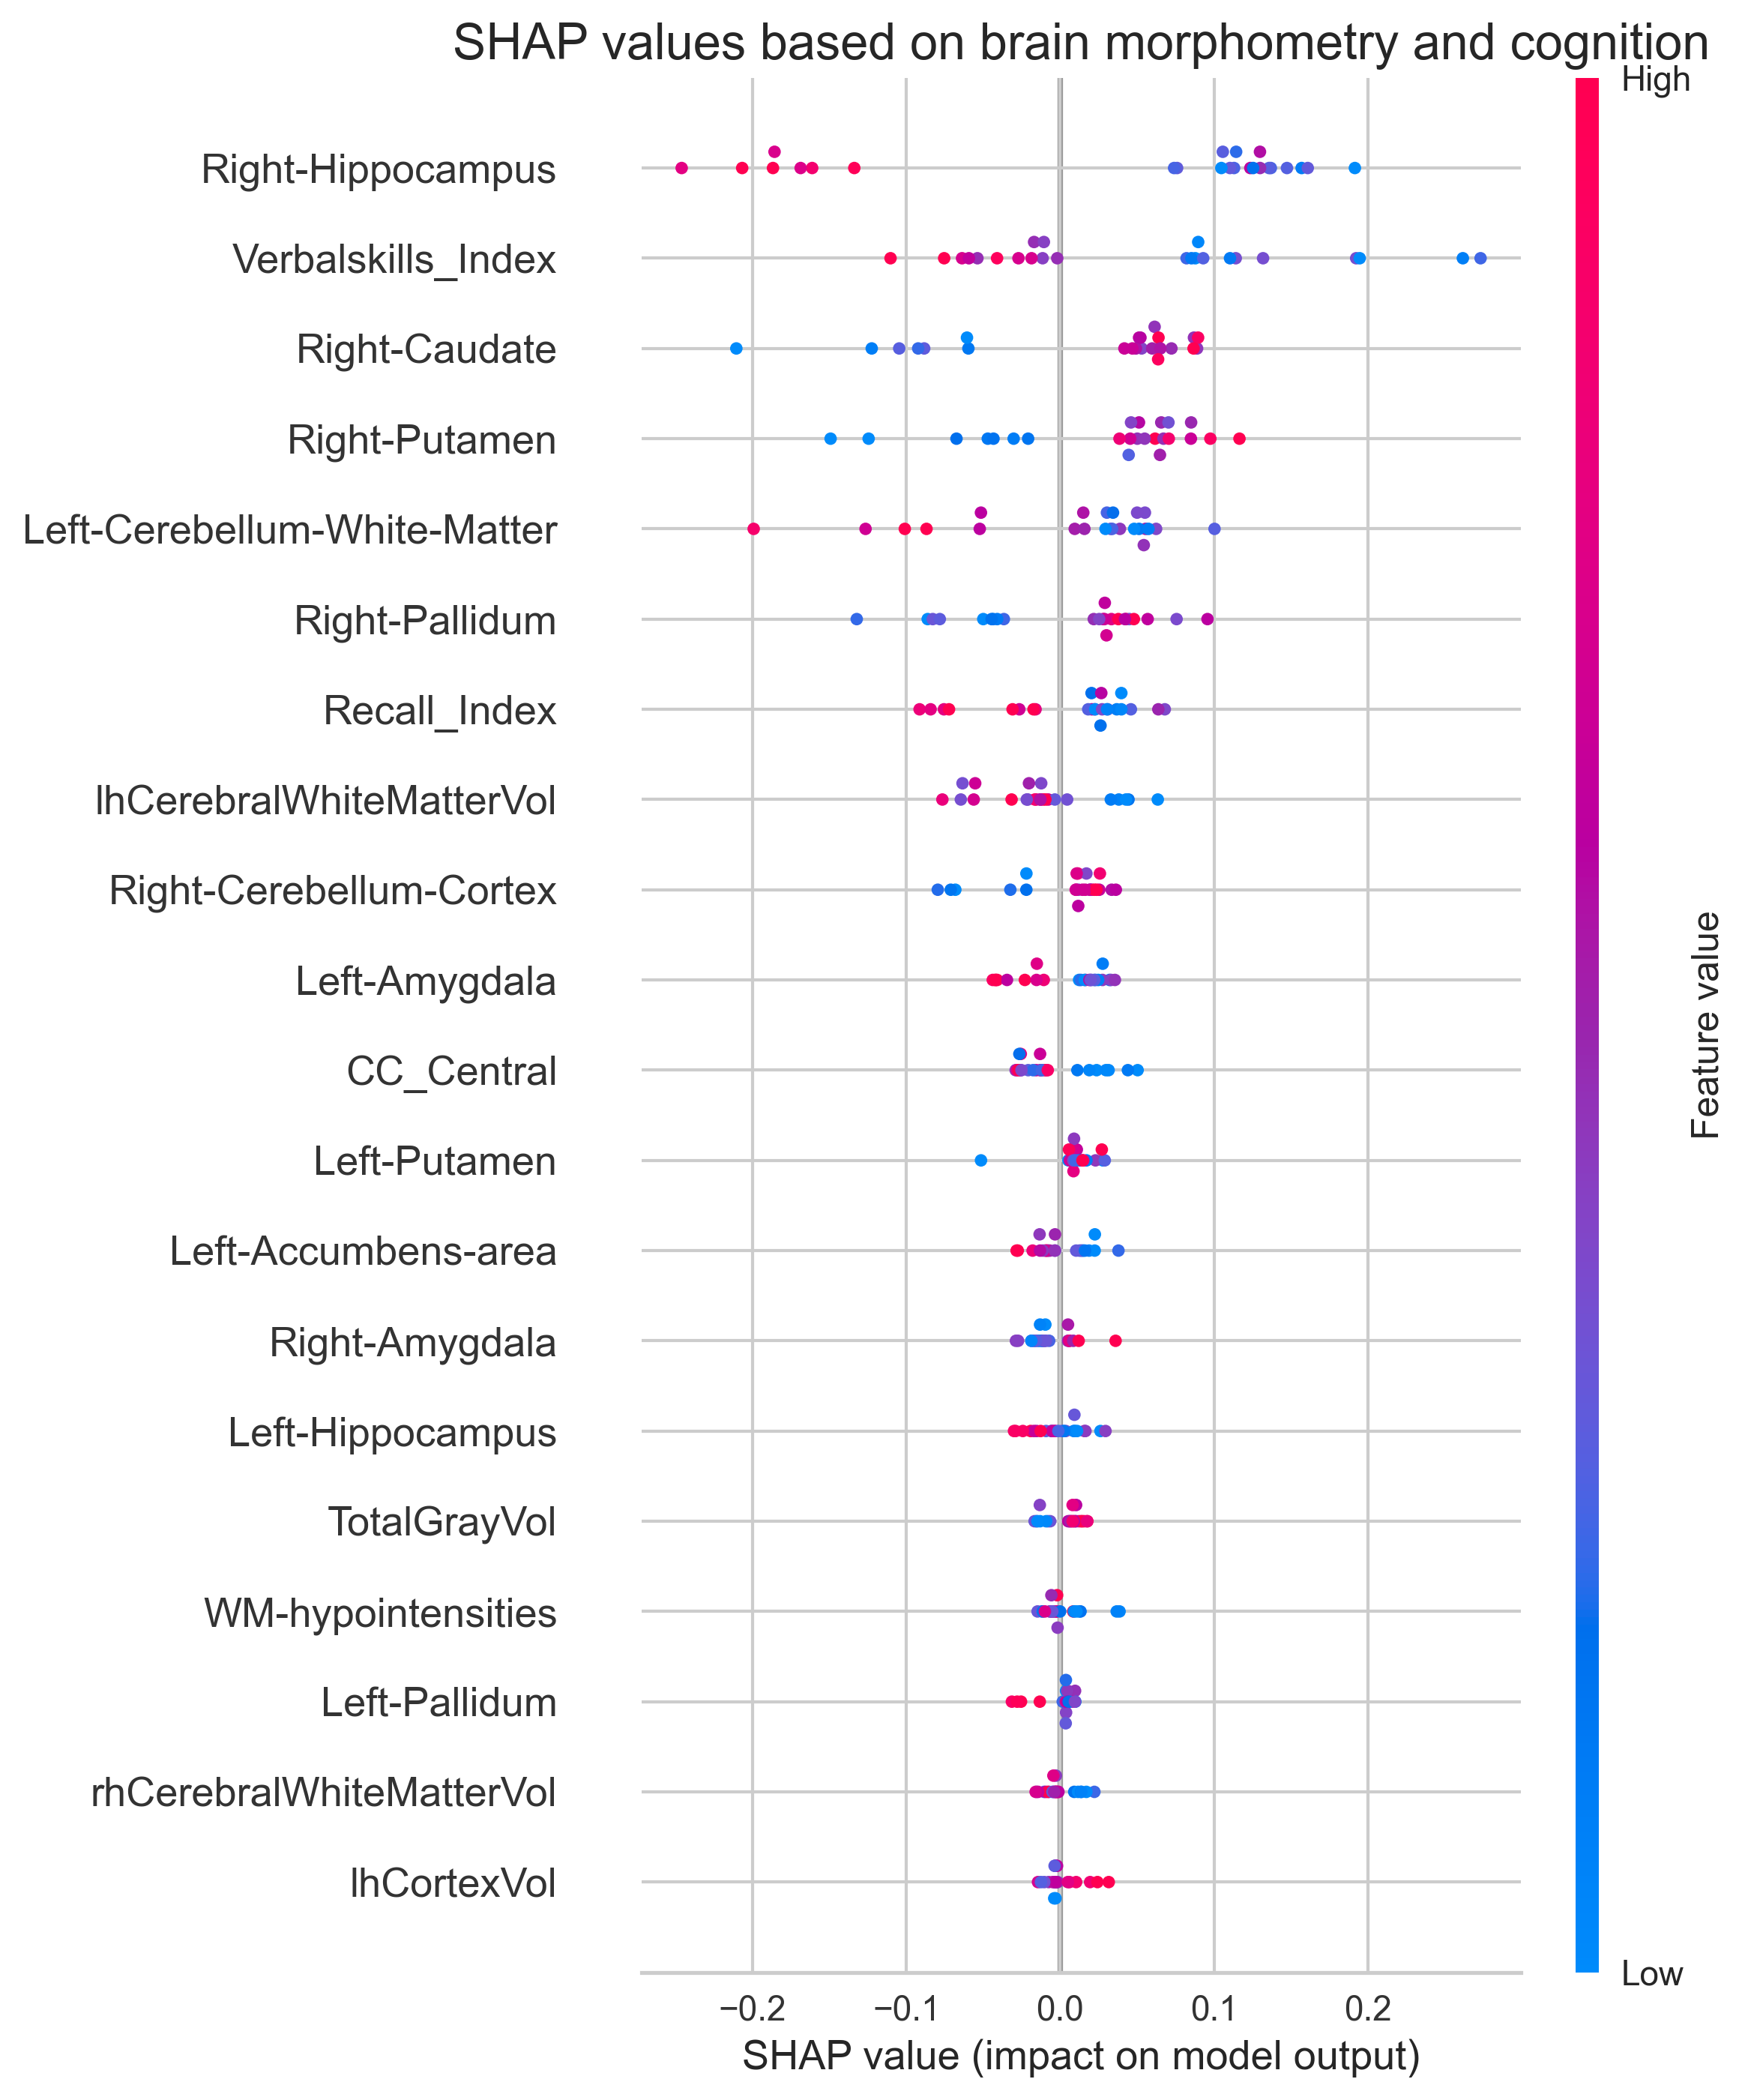 SHAP values based on brain morphometry and cognition
High
Right-Hippocampus
Verbalskills_Index
Right-Caudate
Right-Putamen
Left-Cerebellum-White-Matter
Right-Pallidum
Recall_Index
lhCerebralWhiteMatterVol
Right-Cerebellum-Cortex
Left-Amygdala
CC_Central
Left-Putamen
Left-Accumbens-area
Right-Amygdala
Left-Hippocampus
TotalGrayVol
WM-hypointensities
Left-Pallidum
rhCerebralWhiteMatterVol
lhCortexVol
Feature value
Low
−0.2 −0.1 0.0 0.1 0.2
SHAP value (impact on model output)